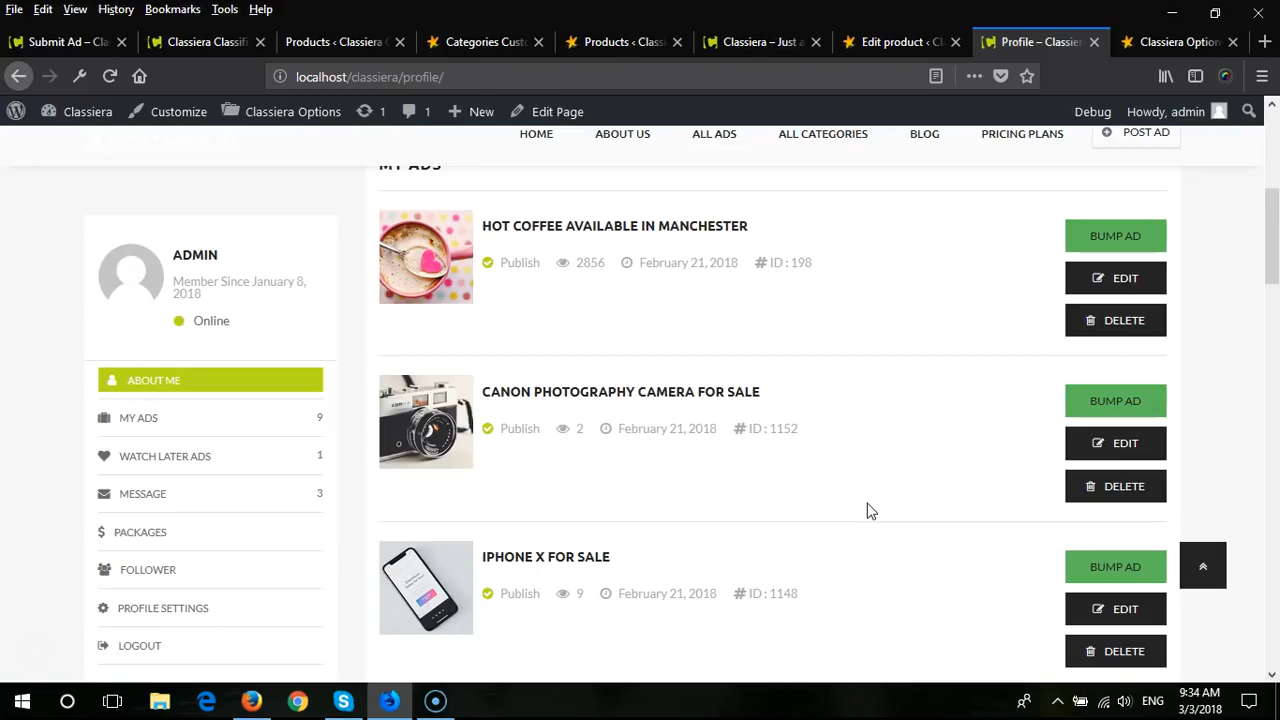 File Edit View History Bookmarks Tools Help
Submit Ad – Cla
Classiera Classifi
Products ‹ Classiera C
Categories Custo
Products ‹ Classi
Classiera – Just a
Edit product ‹ Cl
Profile – Classier
Classiera Option
localhost/classiera/profile/
Classiera Customize Classiera Options 1 1 New Edit Page Debug Howdy, admin
HOME ABOUT US ALL ADS ALL CATEGORIES BLOG PRICING PLANS POST AD
MY ADS
ADMIN
Member Since January 8,
2018
Online
ABOUT ME
MY ADS 9
WATCH LATER ADS 1
MESSAGE 3
PACKAGES
FOLLOWER
PROFILE SETTINGS
LOGOUT
HOT COFFEE AVAILABLE IN MANCHESTER
Publish 2856 February 21, 2018 # ID : 198
BUMP AD
EDIT
DELETE
CANON PHOTOGRAPHY CAMERA FOR SALE
Publish 2 February 21, 2018 # ID : 1152
BUMP AD
EDIT
DELETE
IPHONE X FOR SALE
Publish 9 February 21, 2018 # ID : 1148
BUMP AD
EDIT
DELETE
ENG
9:34 AM
3/3/2018